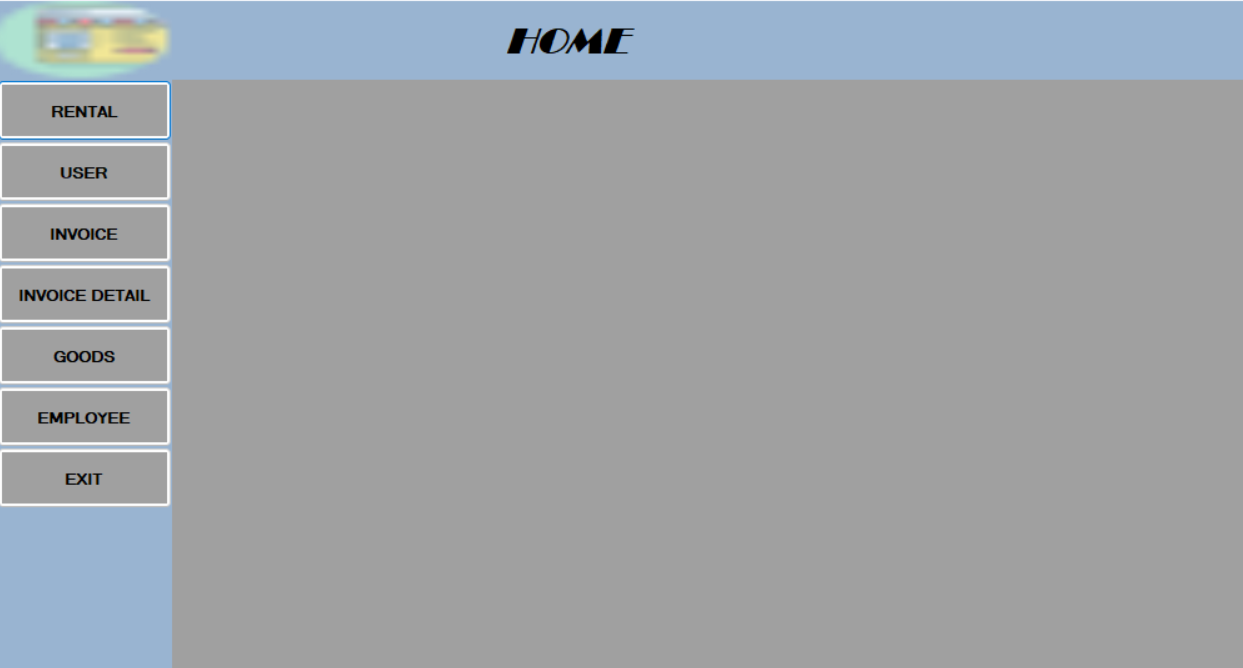 HOME
RENTAL
USER
INVOICE
INVOICE DETAIL
GOODS
EMPLOYEE
EXIT